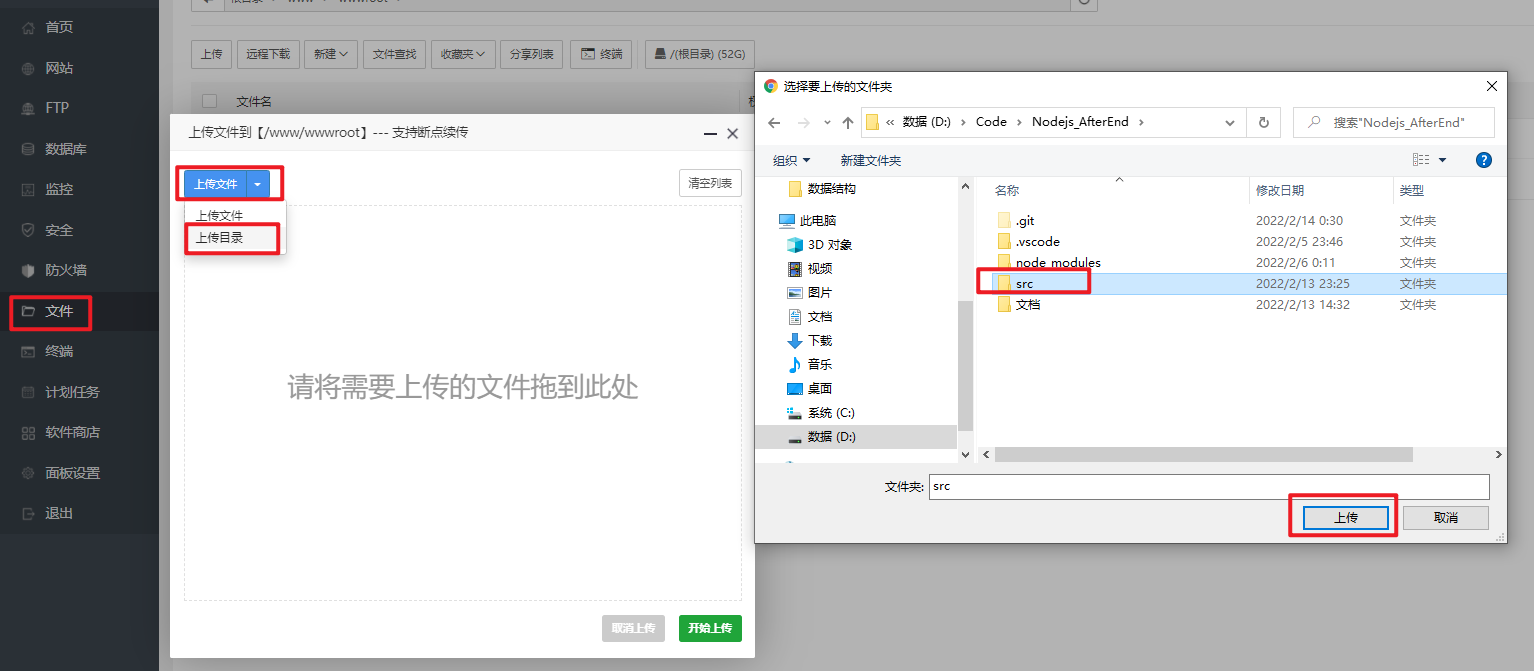 首页
网站
FTP
数据库
监控
安全
防火墙
文件
终端
计划任务
软件商店
面板设置
退出
上传 远程下载 新建 文件查找 收藏夹 分享列表 终端 /(根目录) (52G)
文件名
上传文件到【/www/wwwroot】--- 支持断点续传
上传文件 清空列表
上传文件
上传目录
请将需要上传的文件拖到此处
取消上传 开始上传
选择要上传的文件夹
« 数据 (D:) › Code › Nodejs_AfterEnd › 搜索"Nodejs_AfterEnd"
组织 新建文件夹
数据结构
此电脑
3D 对象
视频
图片
文档
下载
音乐
桌面
系统 (C:)
数据 (D:)
名称 修改日期 类型
.git 2022/2/14 0:30 文件夹
.vscode 2022/2/5 23:46 文件夹
node_modules 2022/2/6 0:11 文件夹
src 2022/2/13 23:25 文件夹
文档 2022/2/13 14:32 文件夹
文件夹: src
上传 取消